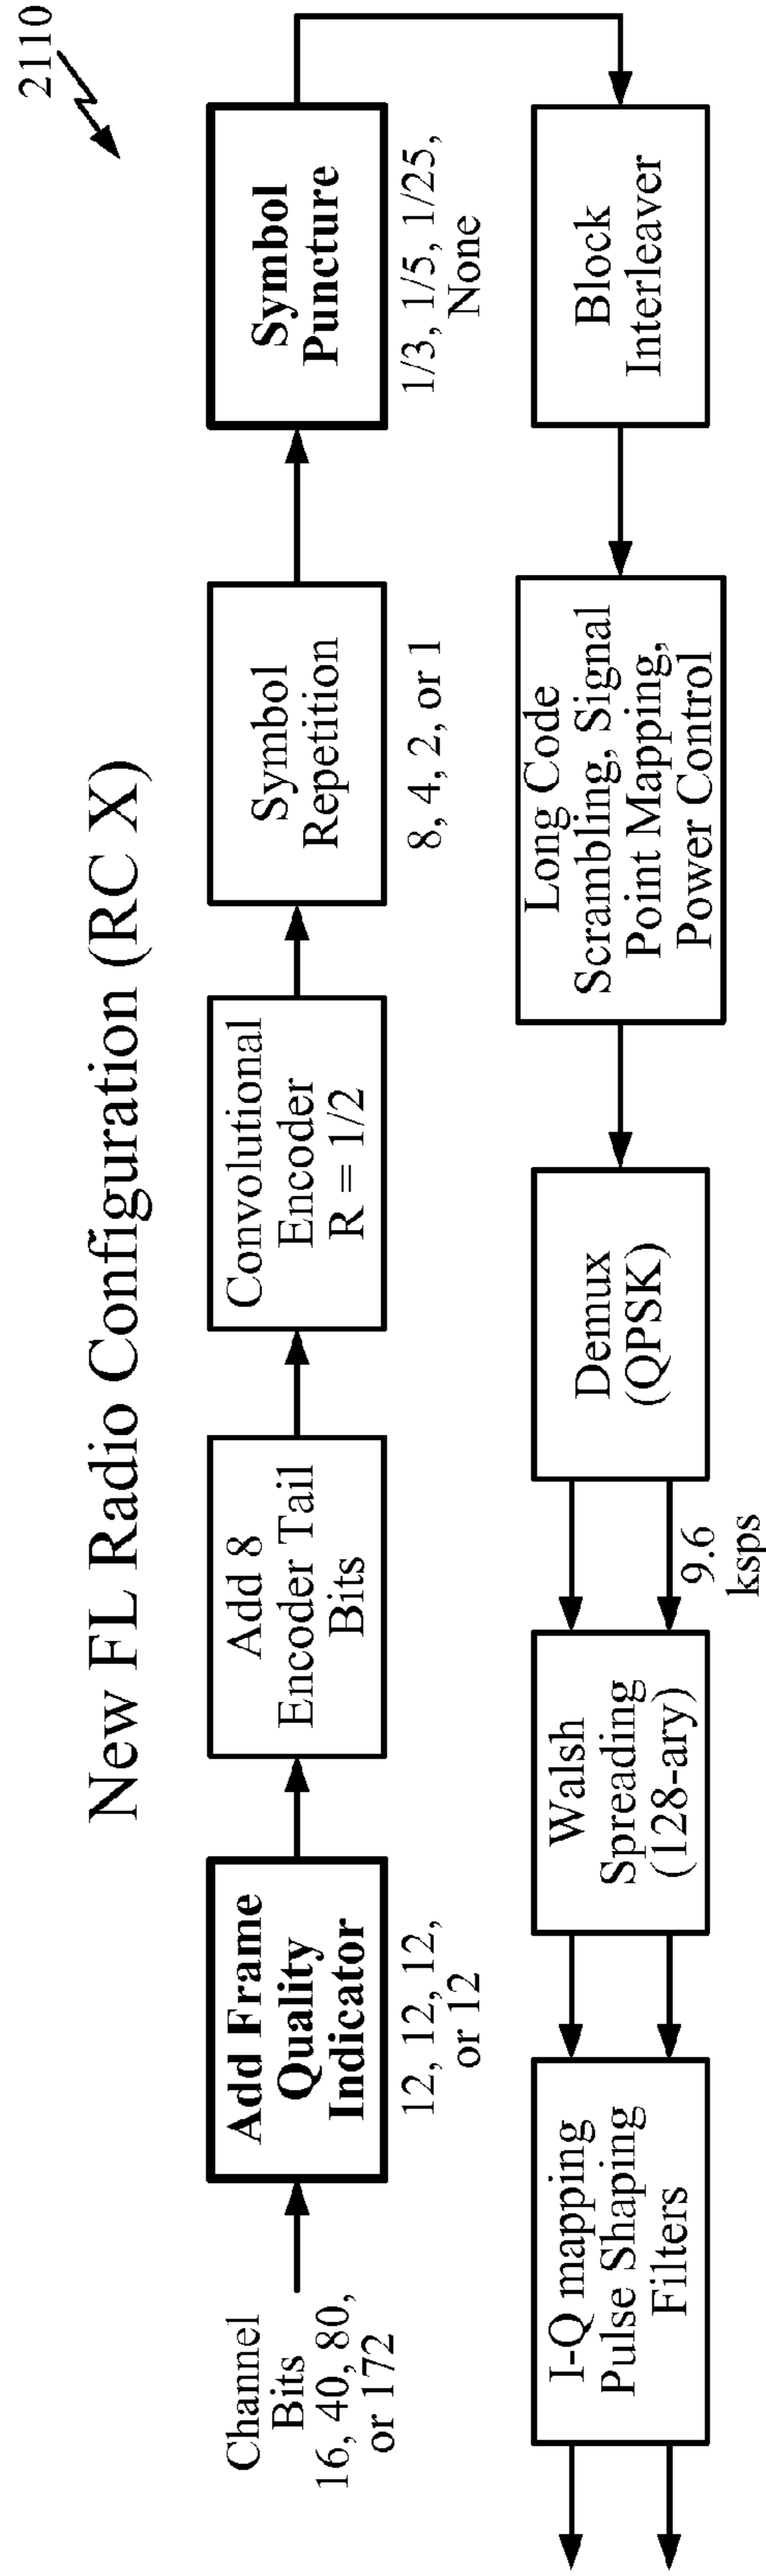 2110
New FL Radio Configuration (RC X)
Channel
Bits
16, 40, 80,
or 172
Add Frame
Quality
Indicator
12, 12, 12,
or 12
Add 8
Encoder Tail
Bits
Convolutional
Encoder
R = 1/2
Symbol
Repetition
8, 4, 2, or 1
Symbol
Puncture
1/3, 1/5, 1/25,
None
Block
Interleaver
Long Code
Scrambling, Signal
Point Mapping,
Power Control
Demux
(QPSK)
9.6
ksps
Walsh
Spreading
(128-ary)
I-Q mapping
Pulse Shaping
Filters